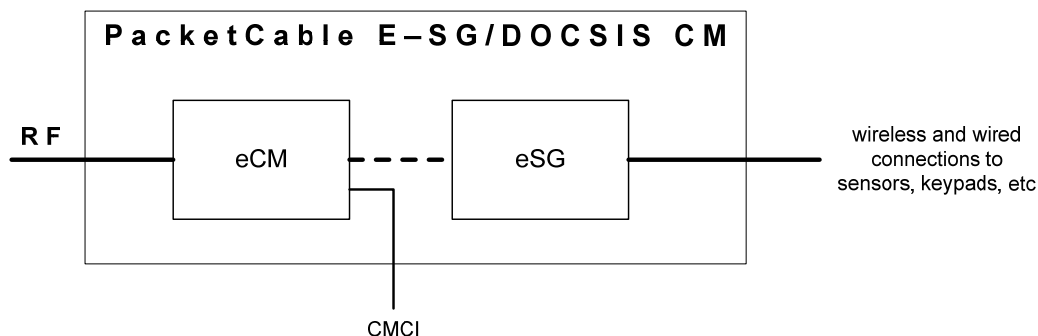 PacketCable E–SG/DOCSIS CM
RF
eCM
eSG
wireless and wired
connections to
sensors, keypads, etc
CMCI